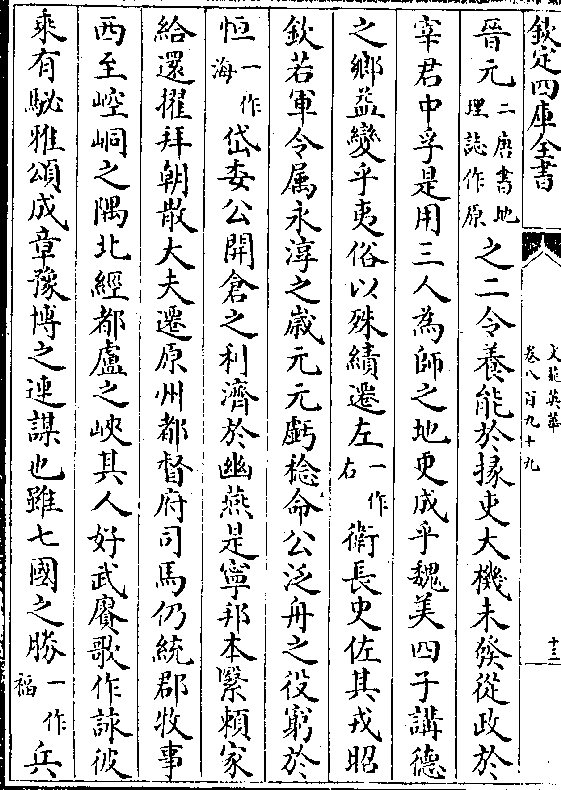 欽定四庫全書
文苑英華
卷八百九十九
十三
晉元二唐書地理誌作原之二令養能於掾吏大機未發從政於
宰君中孚是用三人為師之地更成乎魏美四子講德
之鄉益變乎夷俗以殊績遷左一作右衛長史佐其戎昭
欽若軍令属永淳之歲元元虧稔命公泛舟之役窮於
恒一作海岱委公開倉之利濟於幽燕是寧邦本繄頼家
給還擢拜朝散大夫遷原州都督府司馬仍統郡牧事
西至崆峒之隅北經都盧之峽其人好武賡歌作詠彼
乘有駜雅頌成章豫博之連謀也雖七國之勝一作稲兵